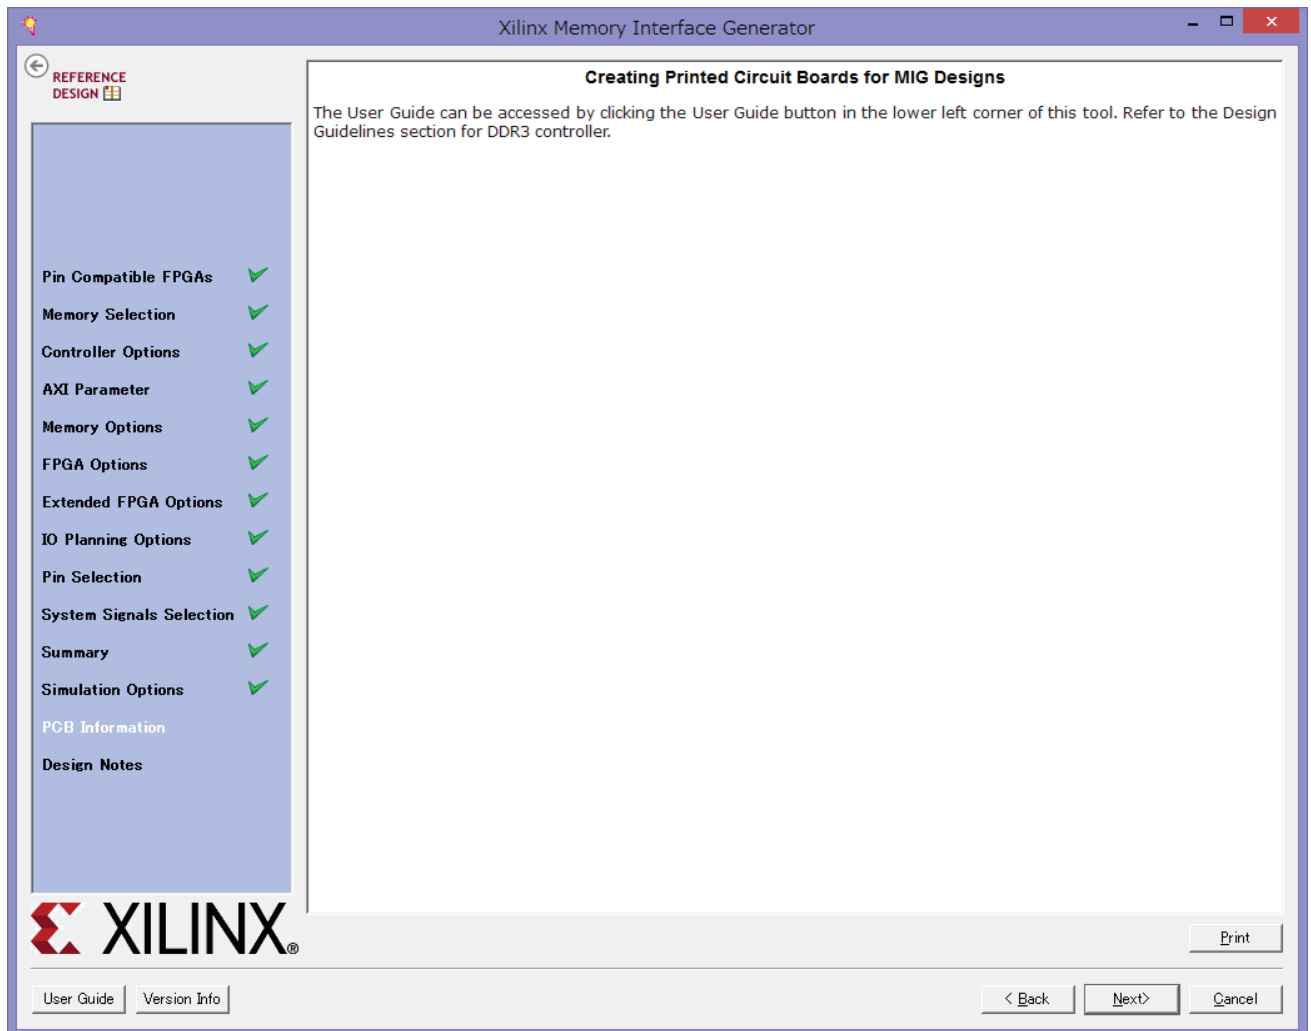 Xilinx Memory Interface Generator
REFERENCE
DESIGN
Creating Printed Circuit Boards for MIG Designs
The User Guide can be accessed by clicking the User Guide button in the lower left corner of this tool. Refer to the Design
Guidelines section for DDR3 controller.
Pin Compatible FPGAs
Memory Selection
Controller Options
AXI Parameter
Memory Options
FPGA Options
Extended FPGA Options
IO Planning Options
Pin Selection
System Signals Selection
Summary
Simulation Options
PCB Information
Design Notes
XILINX®
Print
User Guide
Version Info
< Back
Next>
Cancel